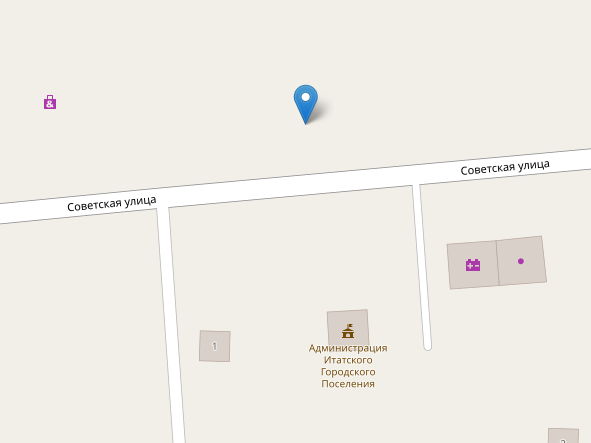 Советская улица
Советская улица
1
Администрация
Итатского
Городского
Поселения